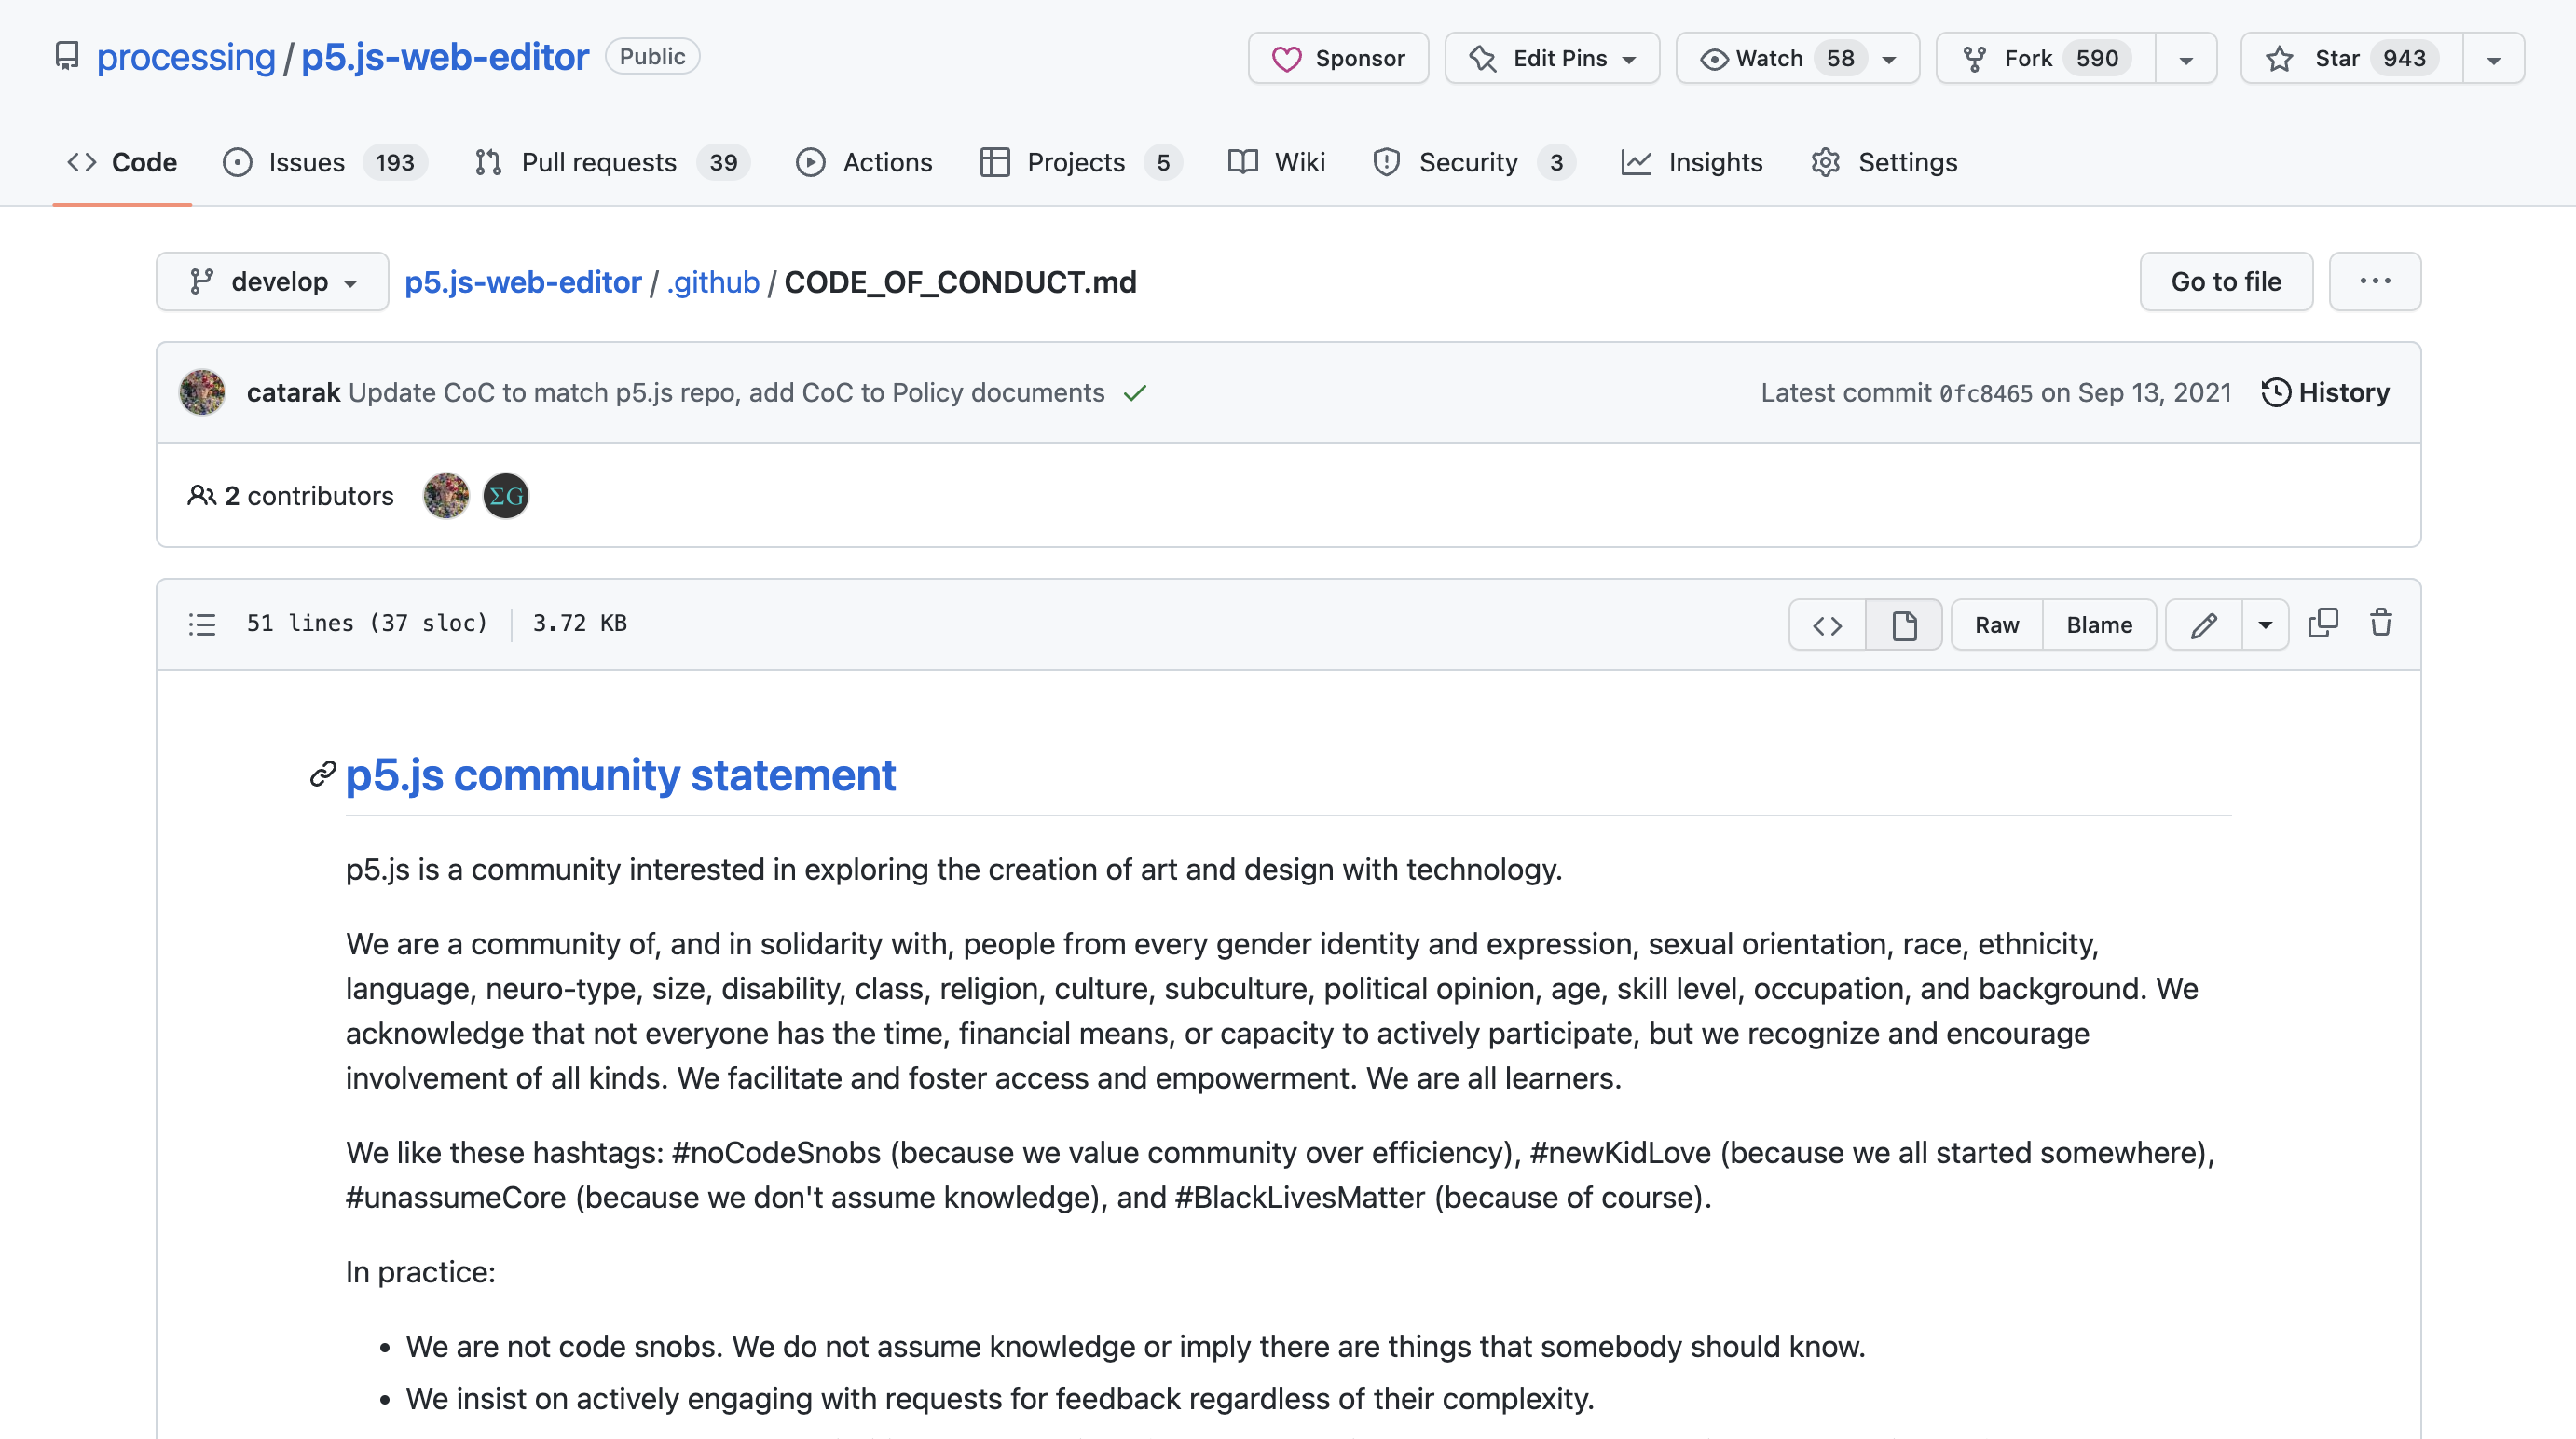 processing / p5.js-web-editor Public Sponsor Edit Pins Watch 58 Fork 590 Star 943
Code Issues 193 Pull requests 39 Actions Projects 5 Wiki Security 3 Insights Settings
develop p5.js-web-editor / .github / CODE_OF_CONDUCT.md Go to file ...
catarak Update CoC to match p5.js repo, add CoC to Policy documents Latest commit 0fc8465 on Sep 13, 2021 History
2 contributors ΣG
51 lines (37 sloc) 3.72 KB <> Raw Blame
p5.js community statement
p5.js is a community interested in exploring the creation of art and design with technology.
We are a community of, and in solidarity with, people from every gender identity and expression, sexual orientation, race, ethnicity,
language, neuro-type, size, disability, class, religion, culture, subculture, political opinion, age, skill level, occupation, and background. We
acknowledge that not everyone has the time, financial means, or capacity to actively participate, but we recognize and encourage
involvement of all kinds. We facilitate and foster access and empowerment. We are all learners.
We like these hashtags: #noCodeSnobs (because we value community over efficiency), #newKidLove (because we all started somewhere),
#unassumeCore (because we don't assume knowledge), and #BlackLivesMatter (because of course).
In practice:
• We are not code snobs. We do not assume knowledge or imply there are things that somebody should know.
• We insist on actively engaging with requests for feedback regardless of their complexity.